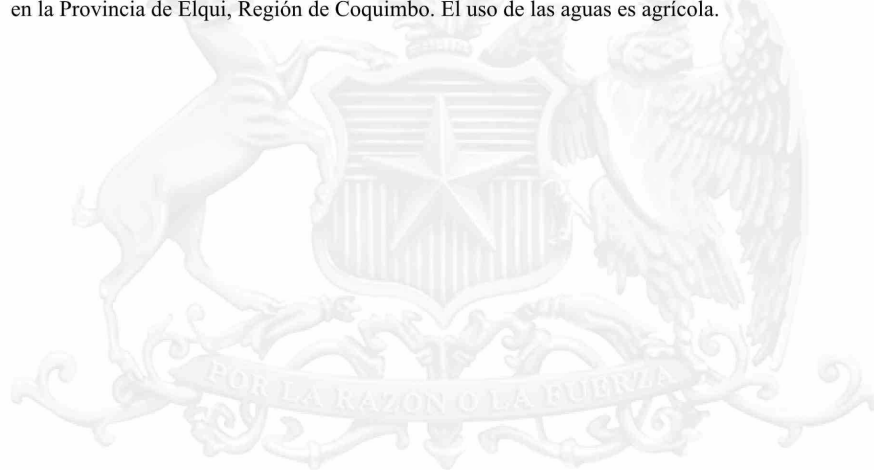 en la Provincia de Elqui, Región de Coquimbo. El uso de las aguas es agrícola.
POR LA RAZÓN O LA FUERZA